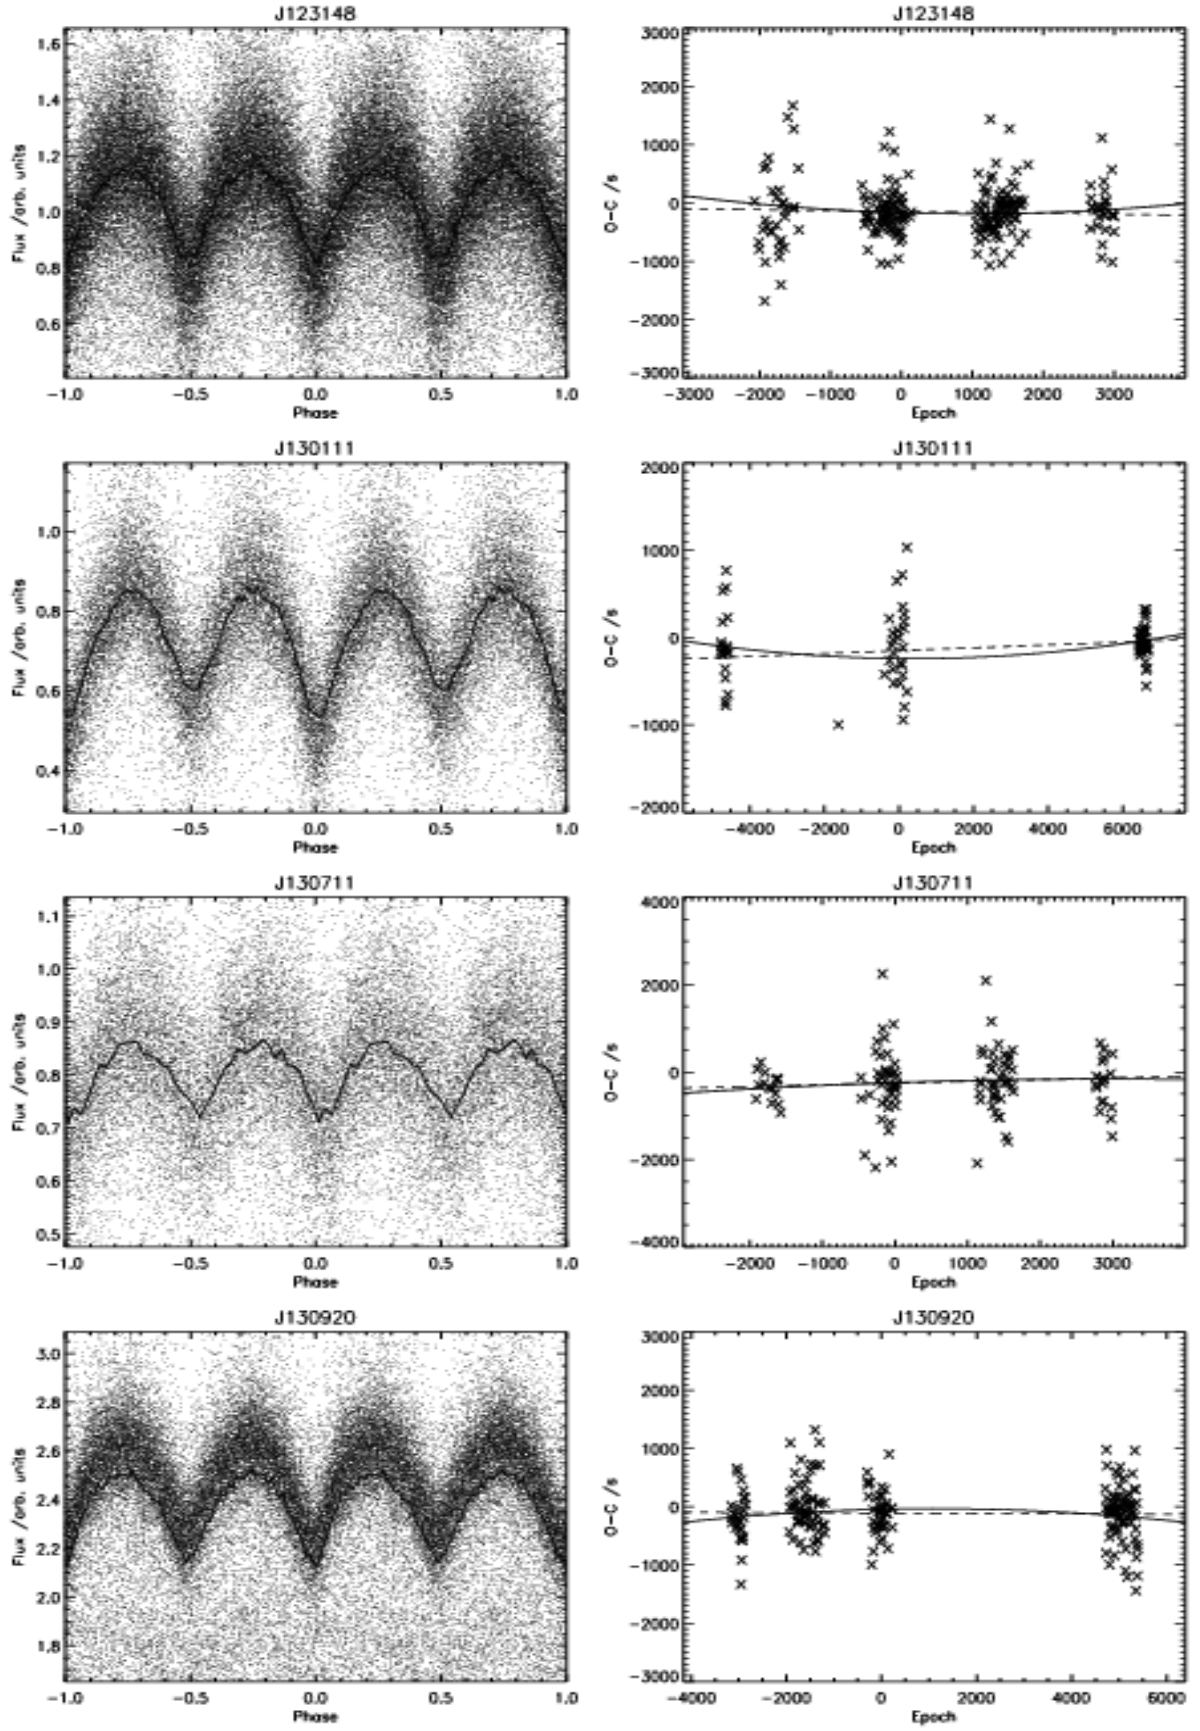 J123148
J123148
1.6
1.4
1.2
1.0
0.8
0.6
Flux /arb. units
-1.0 -0.5 0.0 0.5 1.0
Phase
3000
2000
1000
0
-1000
-2000
-3000
O-C /s
-3000 -2000 -1000 0 1000 2000 3000
Epoch
J130111
J130111
1.0
0.8
0.6
0.4
Flux /arb. units
-1.0 -0.5 0.0 0.5 1.0
Phase
2000
1000
0
-1000
-2000
O-C /s
-4000 -2000 0 2000 4000 6000
Epoch
J130711
J130711
1.1
1.0
0.9
0.8
0.7
0.6
0.5
Flux /arb. units
-1.0 -0.5 0.0 0.5 1.0
Phase
4000
2000
0
-2000
-4000
O-C /s
-2000 -1000 0 1000 2000 3000
Epoch
J130920
J130920
3.0
2.8
2.6
2.4
2.2
2.0
1.8
Flux /arb. units
-1.0 -0.5 0.0 0.5 1.0
Phase
3000
2000
1000
0
-1000
-2000
-3000
O-C /s
-4000 -2000 0 2000 4000 6000
Epoch